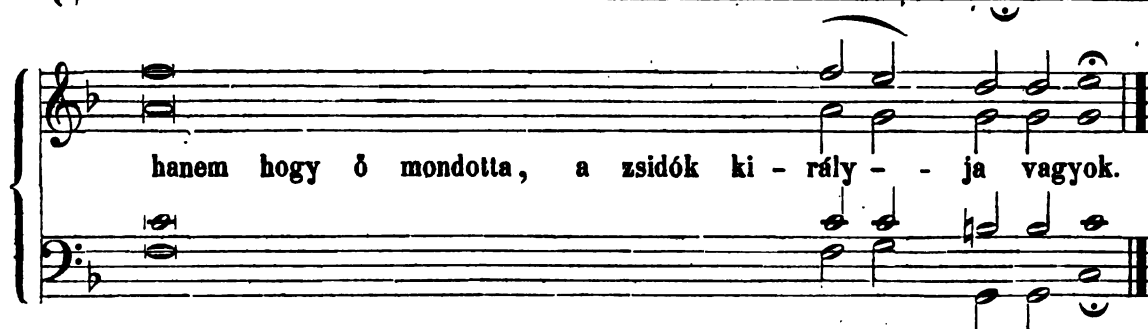 hanem hogy ő mondotta, a zsidók ki - rály - - ja vagyok.